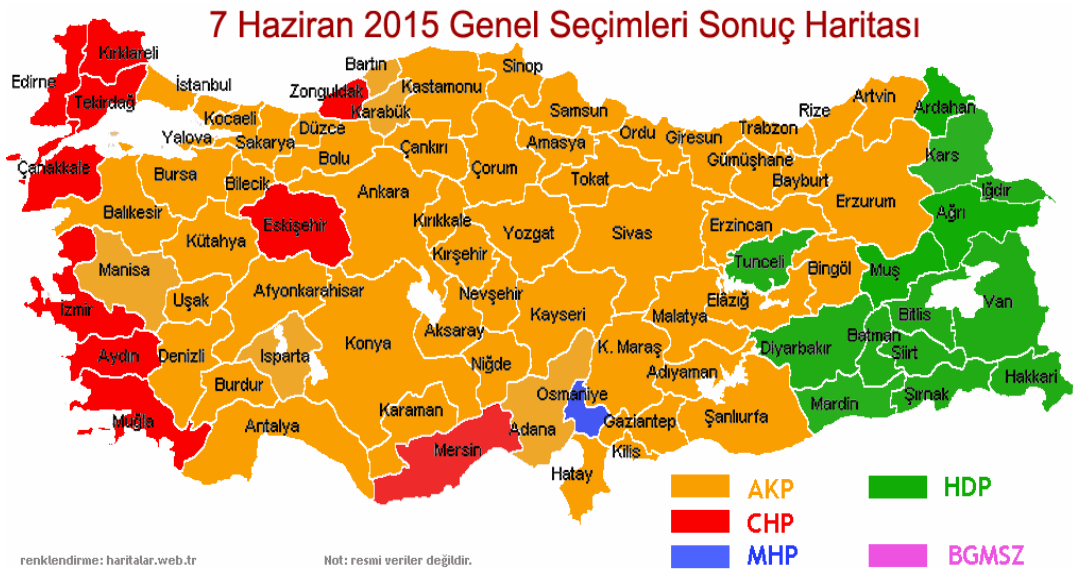 7 Haziran 2015 Genel Seçimleri Sonuç Haritası
Kırklareli
Edirne
Tekirdağ
İstanbul
Bartın
Sinop
Kastamonu
Zonguldak
Karabük
Kocaeli
Yalova
Sakarya
Düzce
Bolu
Çankırı
Samsun
Ordu
Giresun
Trabzon
Rize
Artvin
Ardahan
Kars
Çanakkale
Bursa
Bilecik
Ankara
Çorum
Amasya
Tokat
Gümüşhane
Bayburt
Erzurum
Iğdır
Ağrı
Balıkesir
Kütahya
Eskişehir
Kırıkkale
Kırşehir
Yozgat
Sivas
Erzincan
Tunceli
Bingöl
Muş
Manisa
İzmir
Uşak
Afyonkarahisar
Nevşehir
Aksaray
Kayseri
Malatya
Elâzığ
Bitlis
Van
Batman
Siirt
Diyarbakır
Aydın
Denizli
Isparta
Konya
Niğde
K. Maraş
Adıyaman
Hakkari
Şırnak
Mardin
Burdur
Muğla
Antalya
Karaman
Mersin
Adana
Osmaniye
Gaziantep
Şanlıurfa
Kilis
Hatay
AKP
HDP
CHP
MHP
BGMSZ
renklendirme: haritalar.web.tr
Not: resmi veriler değildir.